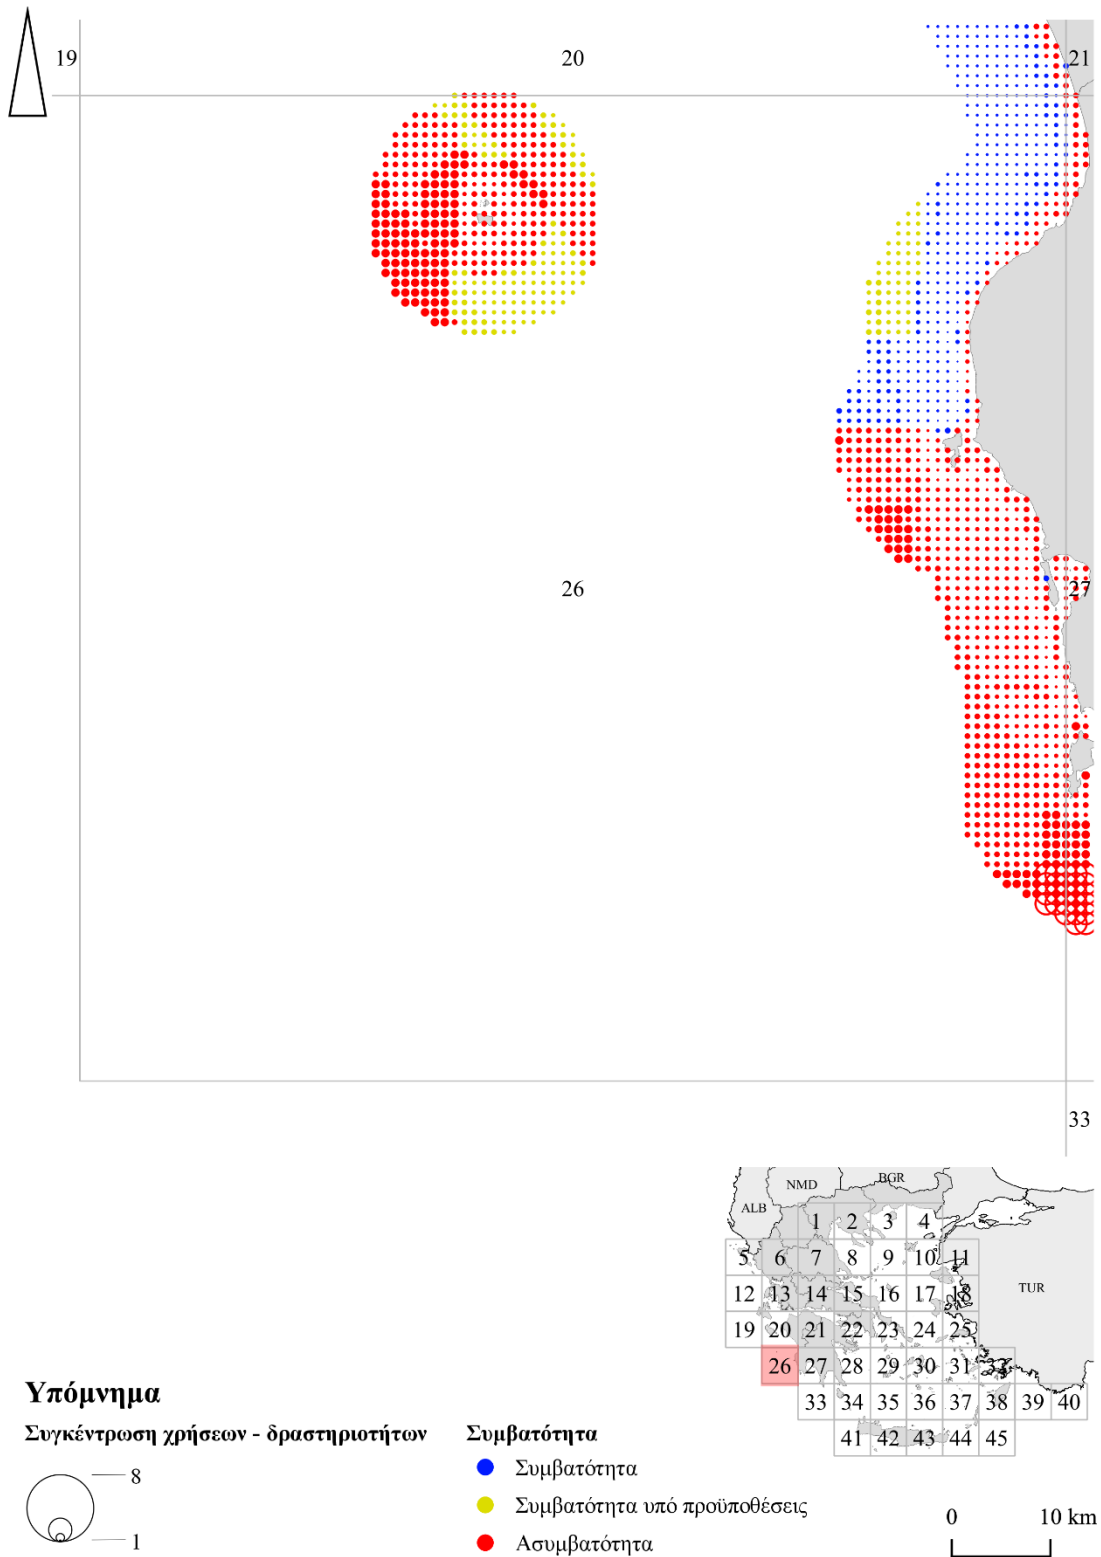 19 20 21
26 27
33
NMD BGR
ALB
1 2 3 4
5 6 7 8 9 10 11
TUR
12 13 14 15 16 17 18
19 20 21 22 23 24 25
26 27 28 29 30 31 32
33 34 35 36 37 38 39 40
41 42 43 44 45
Υπόμνημα
Συγκέντρωση χρήσεων - δραστηριοτήτων
8
1
Συμβατότητα
Συμβατότητα
Συμβατότητα υπό προϋποθέσεις
Ασυμβατότητα
0 10 km